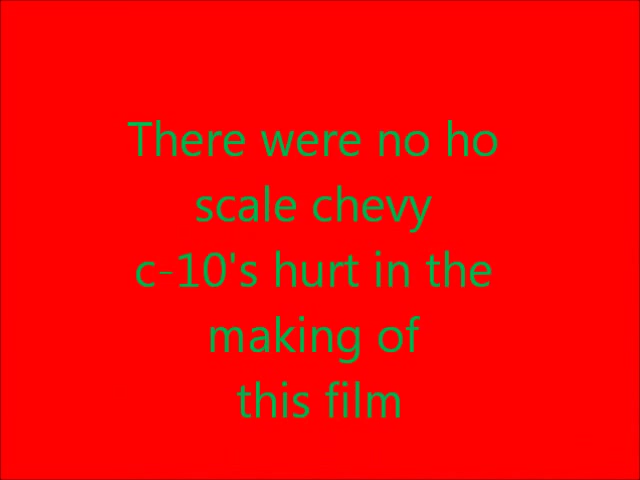 There were no ho
scale chevy
c-10's hurt in the
making of
this film